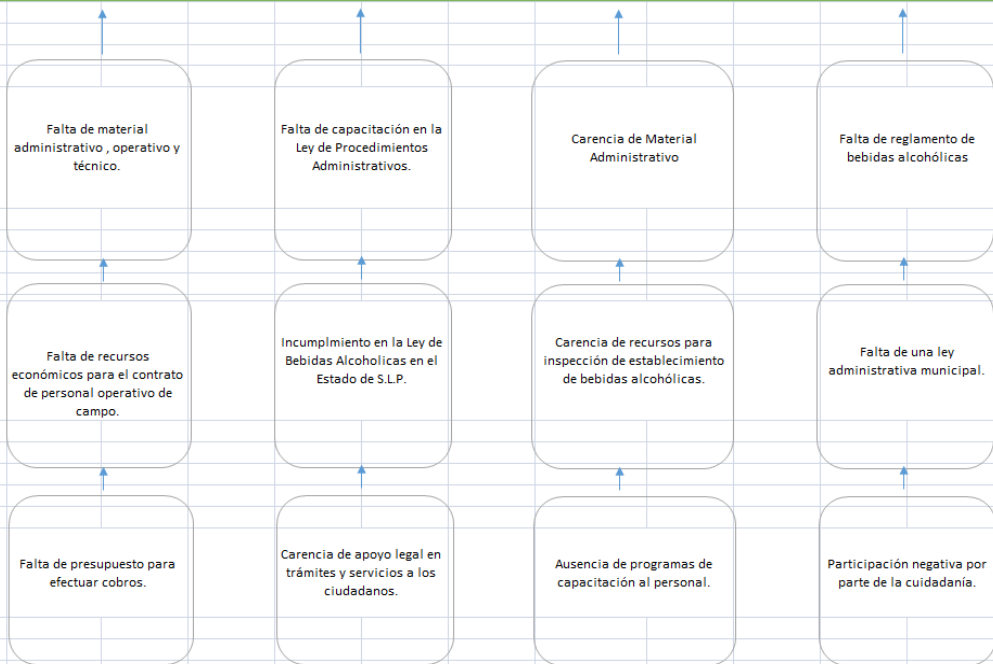 Falta de material
administrativo , operativo y
técnico.
Falta de capacitación en la
Ley de Procedimientos
Administrativos.
Carencia de Material
Administrativo
Falta de reglamento de
bebidas alcohólicas
Falta de recursos
económicos para el contrato
de personal operativo de
campo.
Incumplmiento en la Ley de
Bebidas Alcoholicas en el
Estado de S.L.P.
Carencia de recursos para
inspección de establecimiento
de bebidas alcohólicas.
Falta de una ley
administrativa municipal.
Falta de presupuesto para
efectuar cobros.
Carencia de apoyo legal en
trámites y servicios a los
ciudadanos.
Ausencia de programas de
capacitación al personal.
Participación negativa por
parte de la cuidadanía.